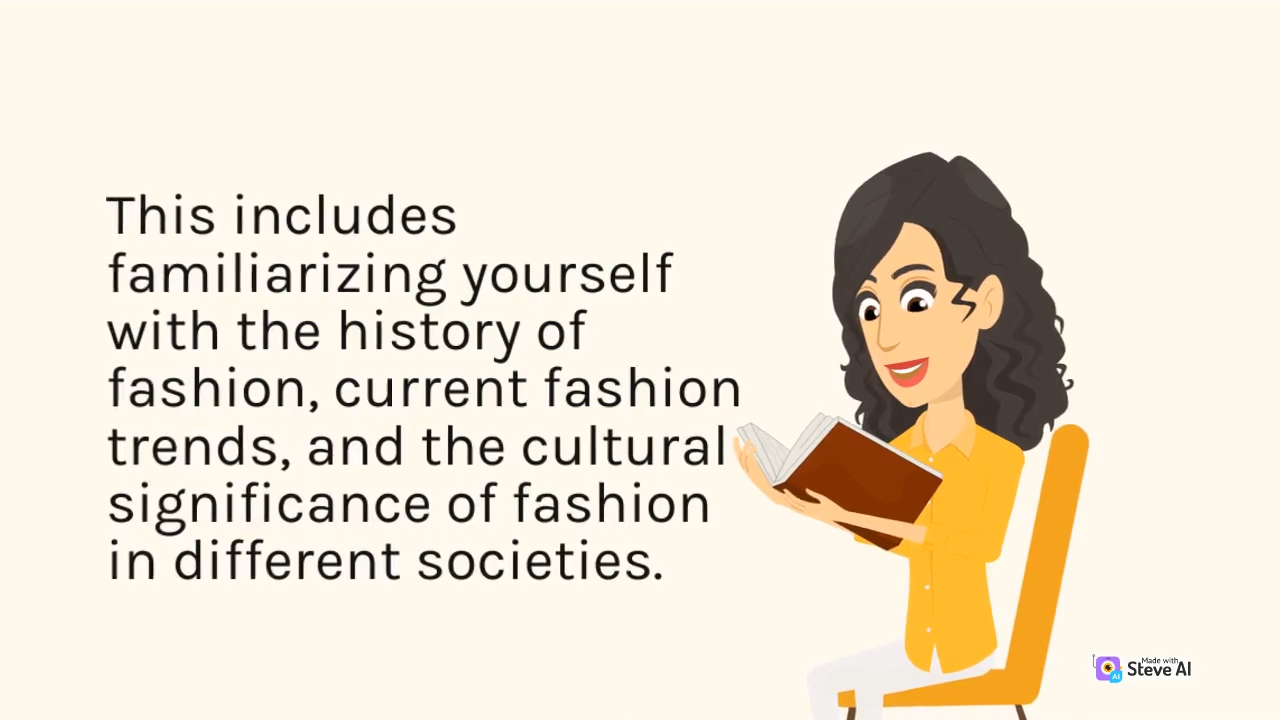 This includes
familiarizing yourself
with the history of
fashion, current fashion
trends, and the cultural
significance of fashion
in different societies.
Made with
Steve AI
AI